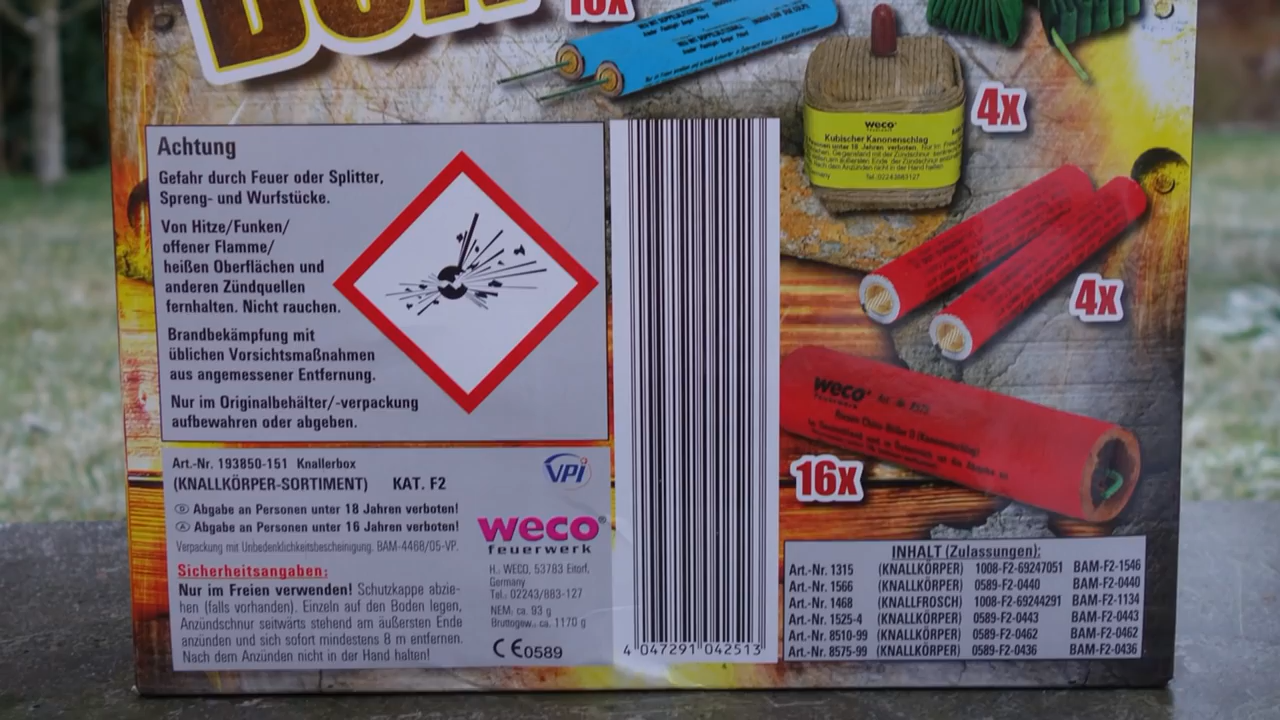 16x
weco
feuerwerk
Kubischer Kanonenschlag
4x
Achtung
Gefahr durch Feuer oder Splitter,
Spreng- und Wurfstücke.
Von Hitze/Funken/
offener Flamme/
heißen Oberflächen und
anderen Zündquellen
fernhalten. Nicht rauchen.
Brandbekämpfung mit
üblichen Vorsichtsmaßnahmen
aus angemessener Entfernung.
Nur im Originalbehälter/-verpackung
aufbewahren oder abgeben.
4x
weco
feuerwerk
16x
Art.-Nr. 193850-151 Knallerbox
(KNALLKÖRPER-SORTIMENT) KAT. F2
D Abgabe an Personen unter 18 Jahren verboten!
A Abgabe an Personen unter 16 Jahren verboten!
Verpackung mit Unbedenklichkeitsbescheinigung. BAM-4468/05-VP.
VPI
weco®
feuerwerk
Sicherheitsangaben:
Nur im Freien verwenden! Schutzkappe abzie-
hen (falls vorhanden). Einzeln auf den Boden legen,
Anzündschnur seitwärts stehend am äußersten Ende
anzünden und sich sofort mindestens 8 m entfernen.
Nach dem Anzünden nicht in der Hand halten!
H.: WECO, 53783 Eitorf,
Germany
Tel.: 02243/883-127
NEM: ca. 93 g
Bruttogew.: ca. 1170 g
CE0589
4 047291 042513
INHALT (Zulassungen):
Art.-Nr. 1315 (KNALLKÖRPER) 1008-F2-69247051 BAM-F2-1546
Art.-Nr. 1566 (KNALLKÖRPER) 0589-F2-0440 BAM-F2-0440
Art.-Nr. 1468 (KNALLFROSCH) 1008-F2-69244291 BAM-F2-1134
Art.-Nr. 1525-4 (KNALLKÖRPER) 0589-F2-0443 BAM-F2-0443
Art.-Nr. 8510-99 (KNALLKÖRPER) 0589-F2-0462 BAM-F2-0462
Art.-Nr. 8575-99 (KNALLKÖRPER) 0589-F2-0436 BAM-F2-0436